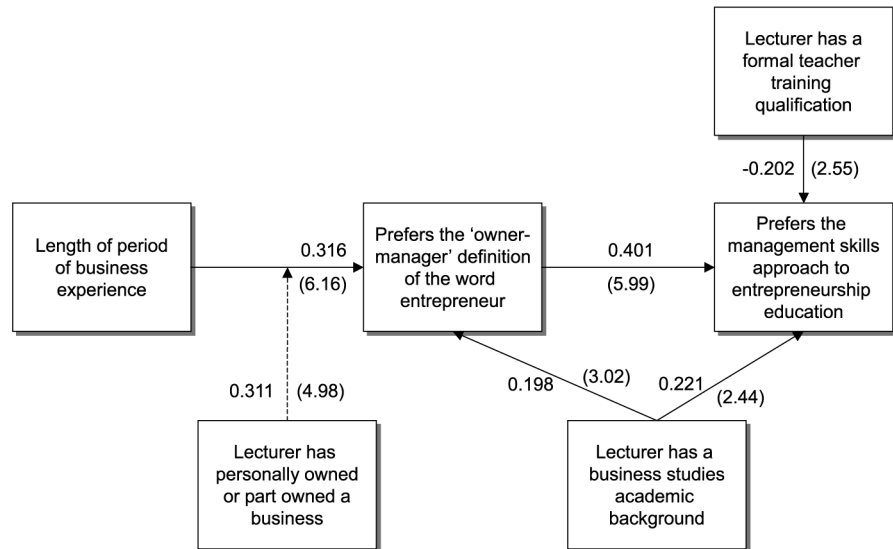 Lecturer has a
formal teacher
training
qualification
-0.202 (2.55)
Length of period
of business
experience
0.316
(6.16)
Prefers the ‘owner-
manager’ definition
of the word
entrepreneur
0.401
(5.99)
Prefers the
management skills
approach to
entrepreneurship
education
0.311 (4.98)
0.198 (3.02)
0.221 (2.44)
Lecturer has
personally owned
or part owned a
business
Lecturer has a
business studies
academic
background